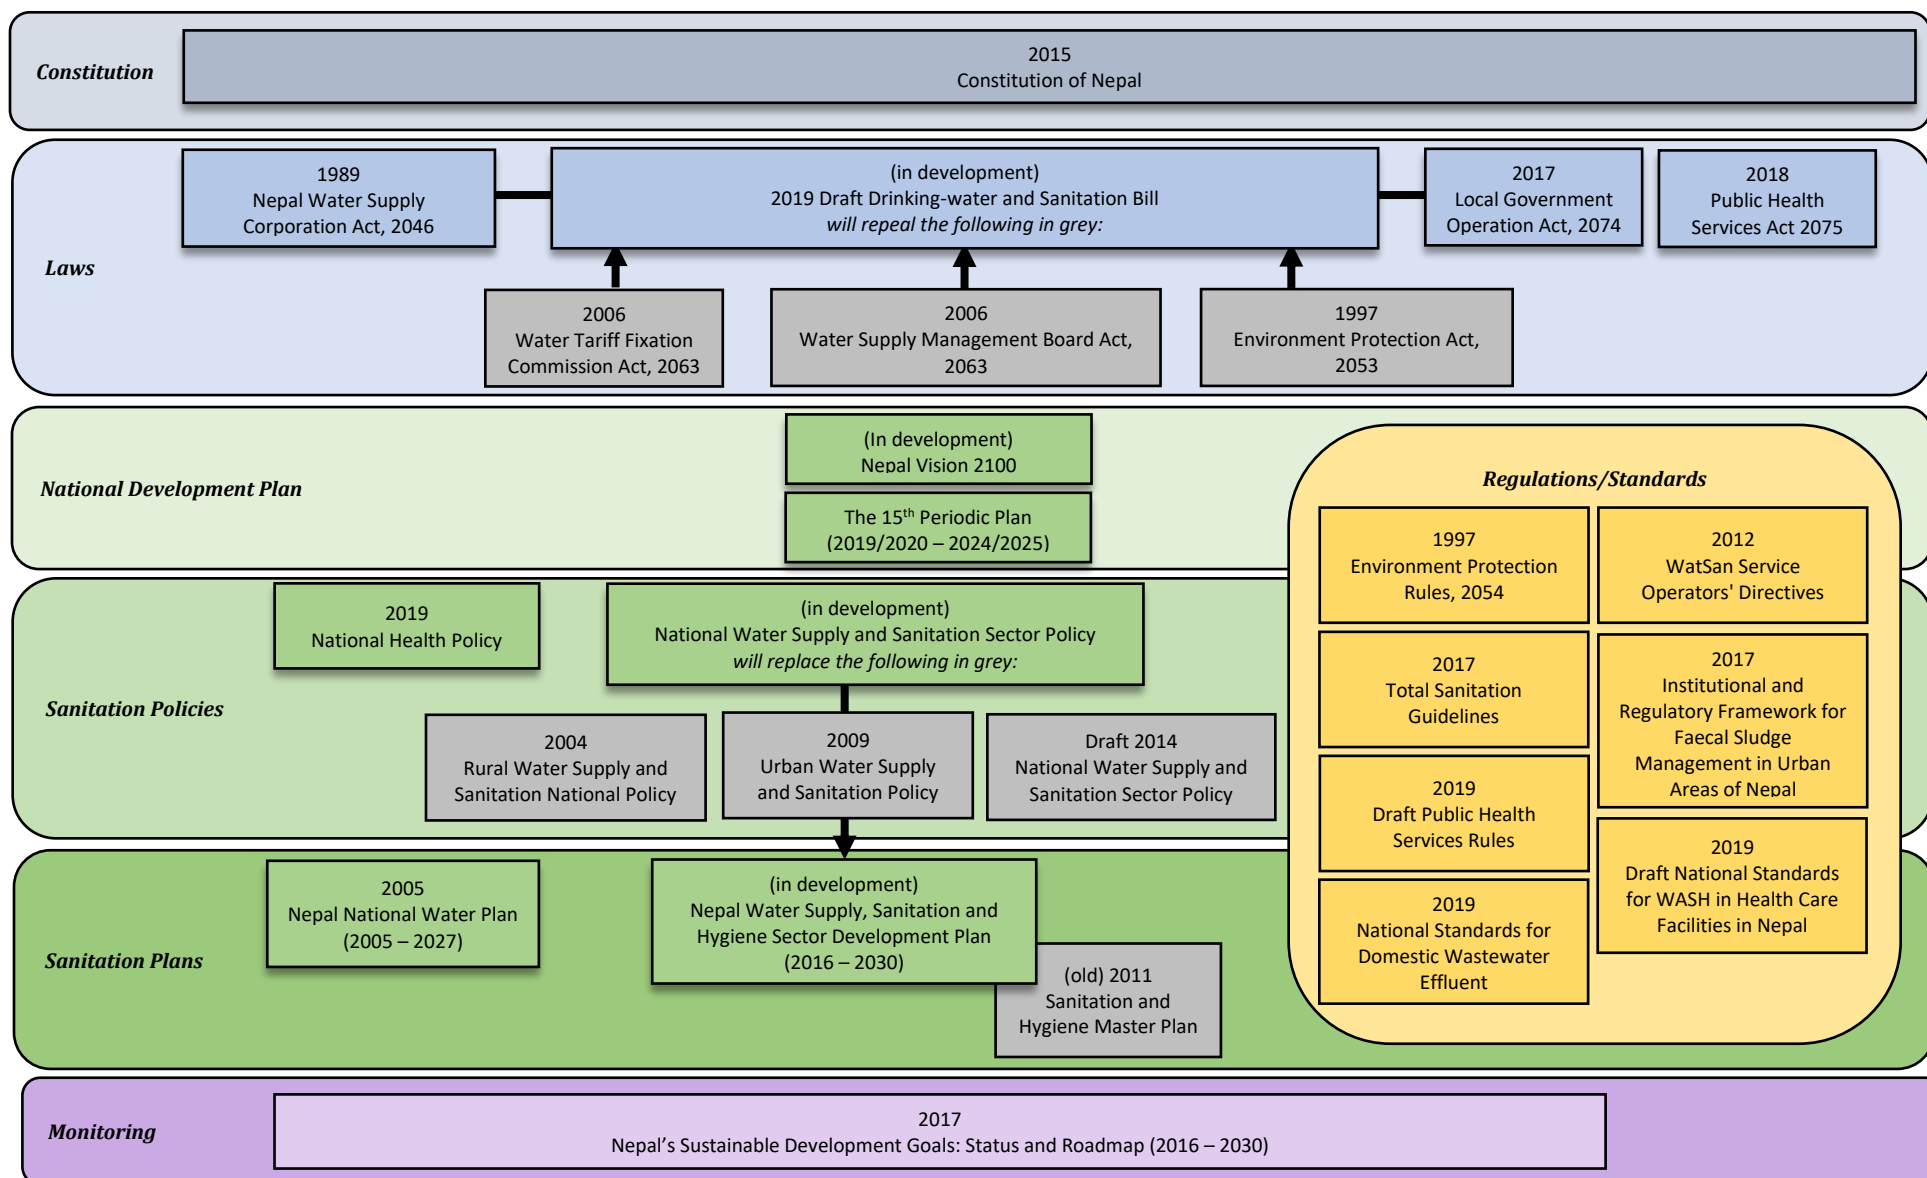 Constitution
2015
Constitution of Nepal
Laws
1989
Nepal Water Supply
Corporation Act, 2046
(in development)
2019 Draft Drinking-water and Sanitation Bill
will repeal the following in grey:
2017
Local Government
Operation Act, 2074
2018
Public Health
Services Act 2075
2006
Water Tariff Fixation
Commission Act, 2063
2006
Water Supply Management Board Act,
2063
1997
Environment Protection Act,
2053
National Development Plan
(In development)
Nepal Vision 2100
The 15th Periodic Plan
(2019/2020 – 2024/2025)
Sanitation Policies
2019
National Health Policy
(in development)
National Water Supply and Sanitation Sector Policy
will replace the following in grey:
2004
Rural Water Supply and
Sanitation National Policy
2009
Urban Water Supply
and Sanitation Policy
Draft 2014
National Water Supply and
Sanitation Sector Policy
Sanitation Plans
2005
Nepal National Water Plan
(2005 – 2027)
(in development)
Nepal Water Supply, Sanitation and
Hygiene Sector Development Plan
(2016 – 2030)
(old) 2011
Sanitation and
Hygiene Master Plan
Regulations/Standards
1997
Environment Protection
Rules, 2054
2012
WatSan Service
Operators' Directives
2017
Total Sanitation
Guidelines
2017
Institutional and
Regulatory Framework for
Faecal Sludge
Management in Urban
Areas of Nepal
2019
Draft Public Health
Services Rules
2019
Draft National Standards
for WASH in Health Care
Facilities in Nepal
2019
National Standards for
Domestic Wastewater
Effluent
Monitoring
2017
Nepal’s Sustainable Development Goals: Status and Roadmap (2016 – 2030)